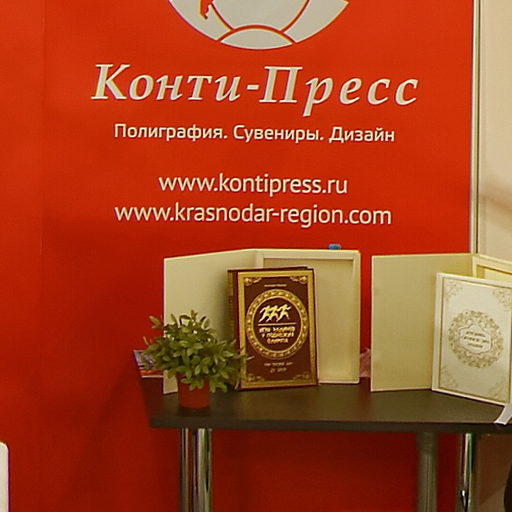 Конти-Пресс
Полиграфия. Сувениры. Дизайн
www.kontipress.ru
www.krasnodar-region.com